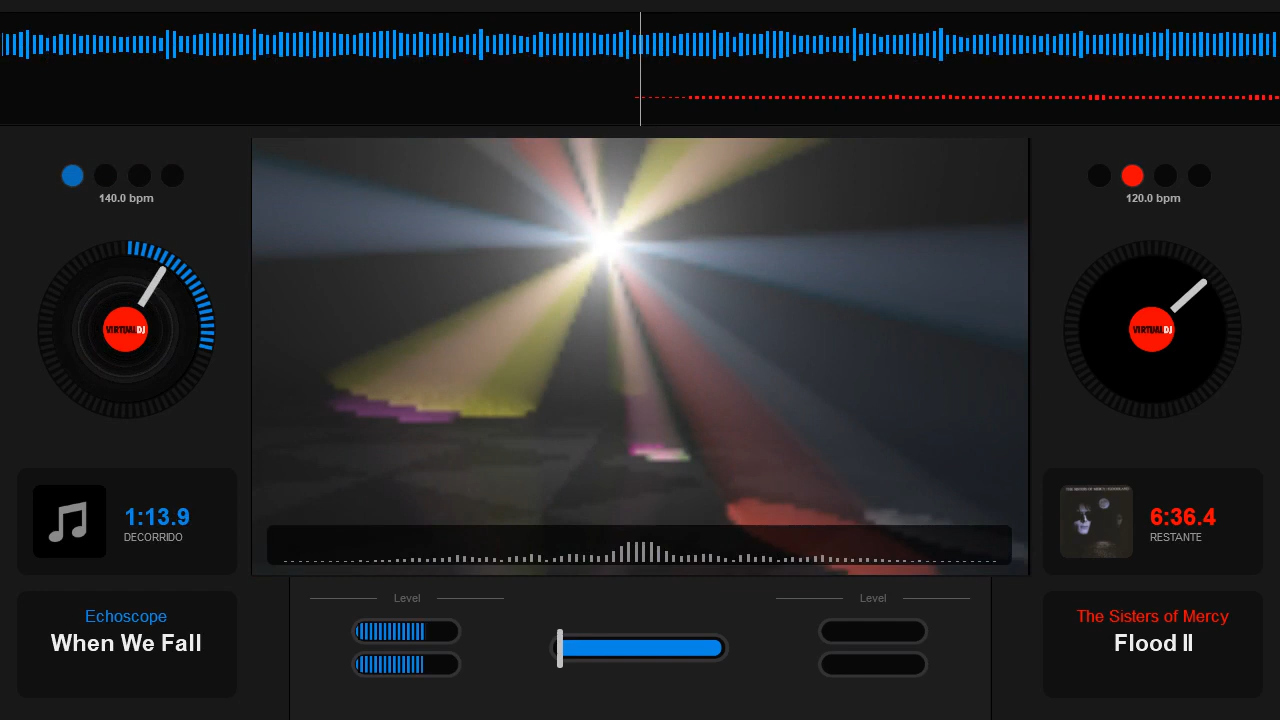 140.0 bpm
120.0 bpm
VIRTUAL DJ
VIRTUAL DJ
1:13.9
DECORRIDO
6:36.4
RESTANTE
Echoscope
When We Fall
The Sisters of Mercy
Flood II
Level
Level